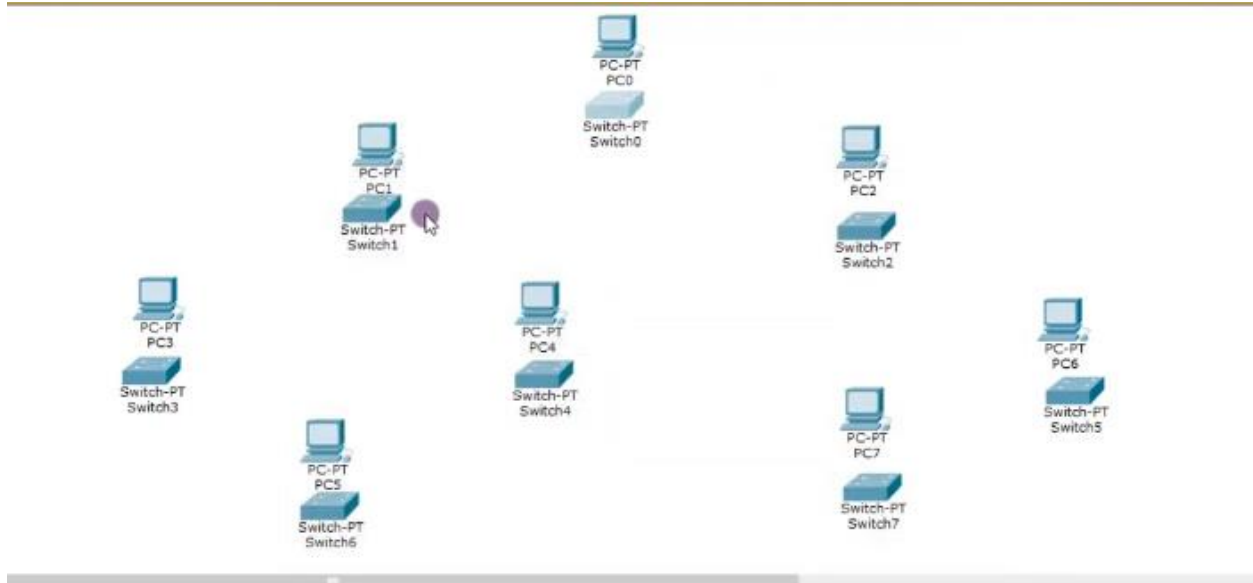 PC-PT
PC0
Switch-PT
Switch0
PC-PT
PC1
Switch-PT
Switch1
PC-PT
PC2
Switch-PT
Switch2
PC-PT
PC3
Switch-PT
Switch3
PC-PT
PC4
Switch-PT
Switch4
PC-PT
PC6
Switch-PT
Switch5
PC-PT
PC5
Switch-PT
Switch6
PC-PT
PC7
Switch-PT
Switch7